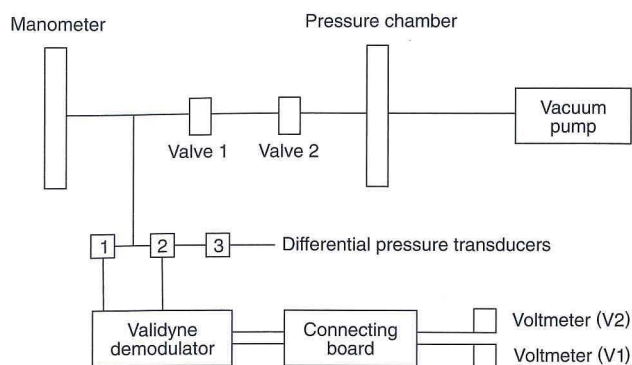 Manometer
Pressure chamber
Vacuum
pump
Valve 1
Valve 2
1
2
3
Differential pressure transducers
Validyne
demodulator
Connecting
board
Voltmeter (V2)
Voltmeter (V1)